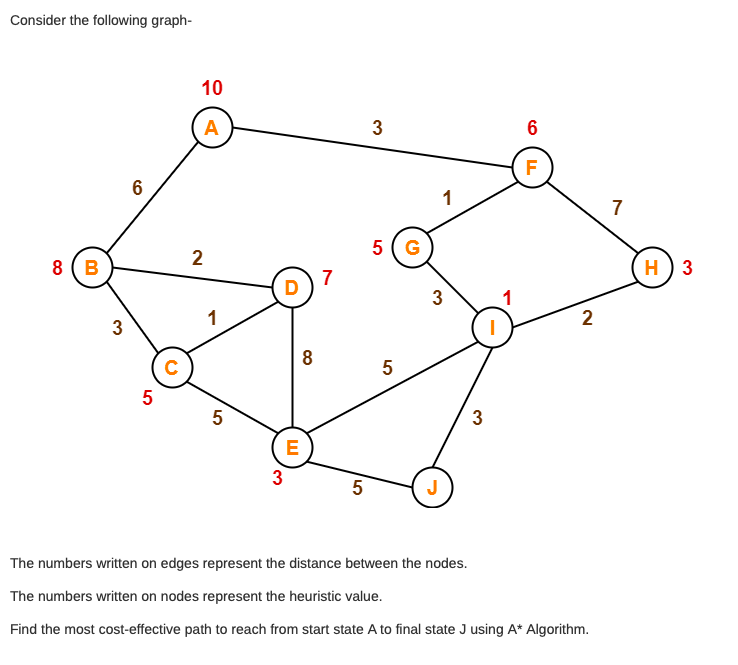 Consider the following graph-
10
A
3
6
F
6
1
7
8
B
2
5
G
H
3
D
7
3
1
3
1
I
2
C
8
5
5
5
3
E
3
5
J
The numbers written on edges represent the distance between the nodes.
The numbers written on nodes represent the heuristic value.
Find the most cost-effective path to reach from start state A to final state J using A* Algorithm.